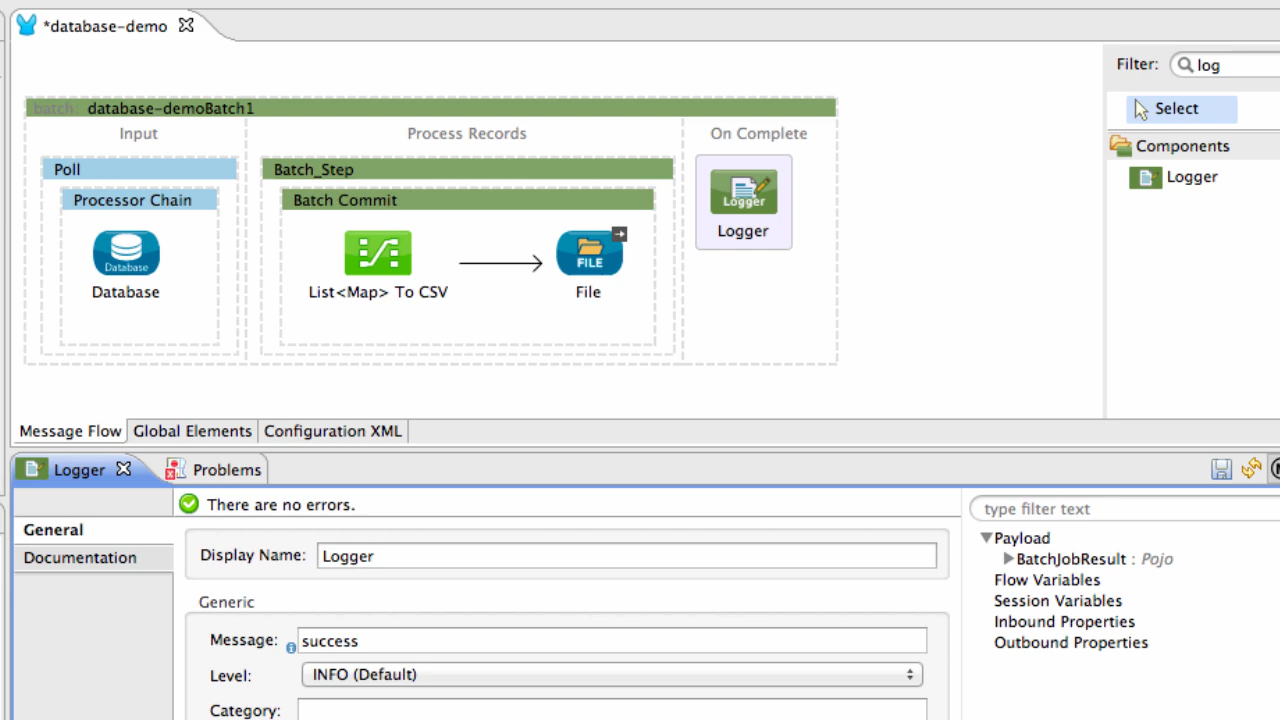 *database-demo
Filter: log
Select
Components
Logger
batch: database-demoBatch1
Input
Process Records
On Complete
Poll
Processor Chain
Database
Database
Batch_Step
Batch Commit
List<Map> To CSV
FILE
File
Logger
Logger
Message Flow Global Elements Configuration XML
Logger Problems
There are no errors.
General
Documentation
Display Name: Logger
Generic
Message: success
Level: INFO (Default)
Category:
type filter text
Payload
BatchJobResult : Pojo
Flow Variables
Session Variables
Inbound Properties
Outbound Properties